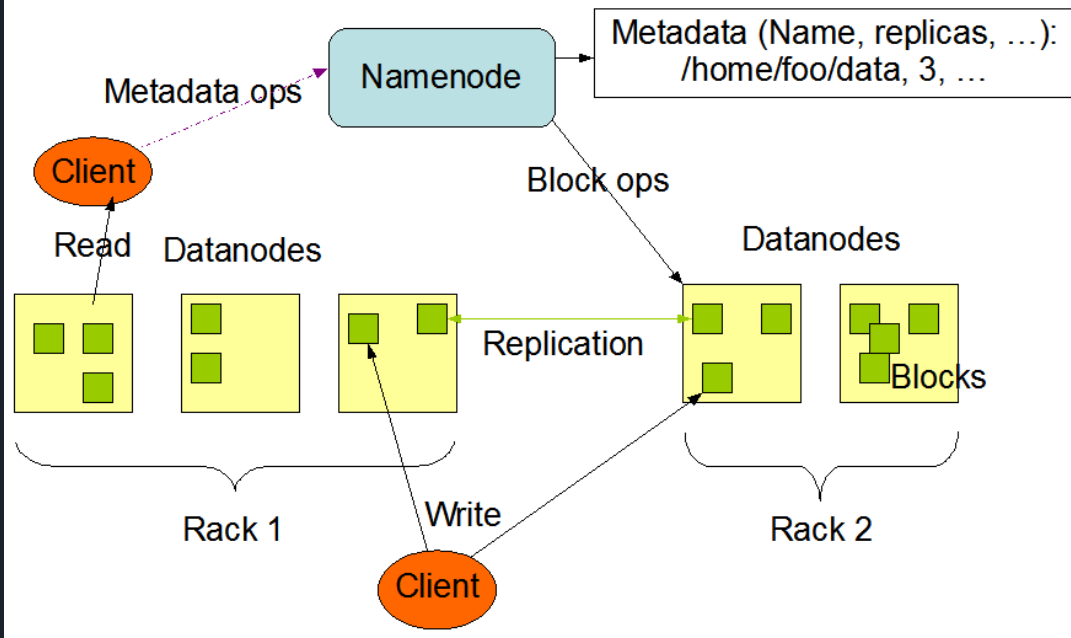 Metadata (Name, replicas, …):
/home/foo/data, 3, …
Namenode
Metadata ops
Client
Block ops
Read
Datanodes
Datanodes
Replication
Blocks
Rack 1
Write
Rack 2
Client